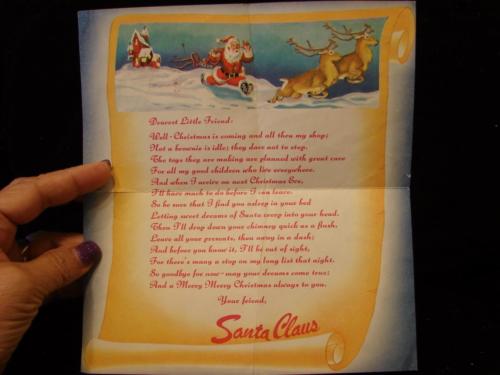 Dearest Little Friend:
Well - Christmas is coming and all thru my shop;
Not a brownie is idle; they dare not to stop.
The toys they are making are planned with great care
For all my good children who live everywhere.
And when I arrive on next Christmas Eve,
I'll have much to do before I can leave.
So be sure that I find you asleep in your bed
Letting sweet dreams of Santa creep into your head.
Then I'll drop down your chimney quick as a flash,
Leave all your presents, then away in a dash;
And before you know it, I'll be out of sight,
For there's many a stop on my long list that night.
So goodbye for now - may your dreams come true;
And a Merry Merry Christmas always to you.
Your friend,
Santa Claus